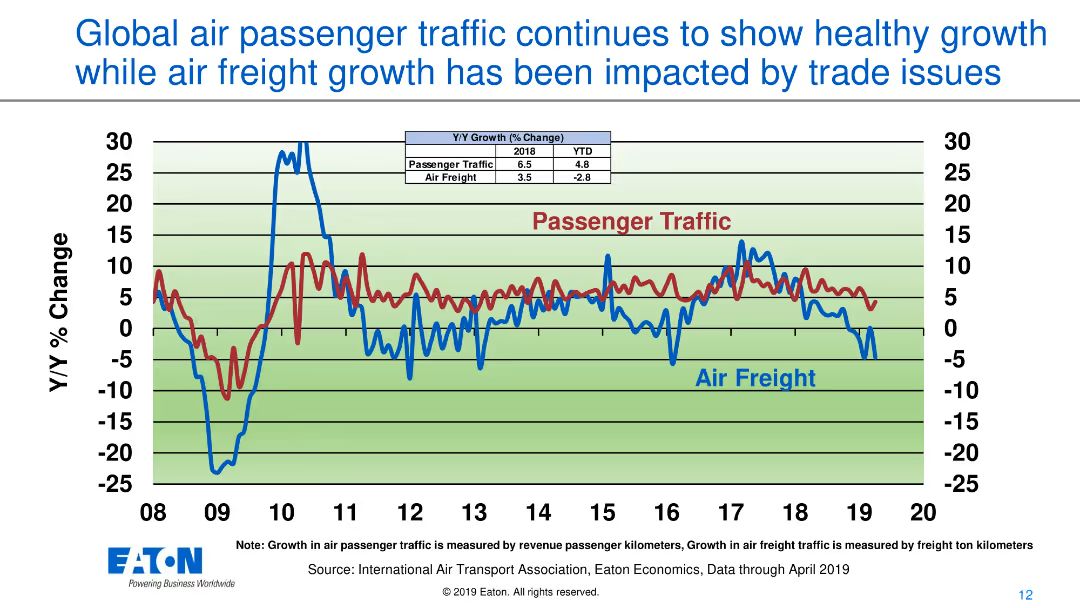 Global air passenger traffic continues to show healthy growth
while air freight growth has been impacted by trade issues
Y/Y Growth (% Change)
2018 YTD
Passenger Traffic 6.5 4.8
Air Freight 3.5 -2.8
30 30
25 25
20 20
Passenger Traffic
15 15
10 10
5 5
0 0
-5 -5
Air Freight
-10 -10
-15 -15
-20 -20
-25 -25
Y/Y % Change
08 09 10 11 12 13 14 15 16 17 18 19 20
Note: Growth in air passenger traffic is measured by revenue passenger kilometers, Growth in air freight traffic is measured by freight ton kilometers
EATON
Powering Business Worldwide
Source: International Air Transport Association, Eaton Economics, Data through April 2019
© 2019 Eaton. All rights reserved.
12